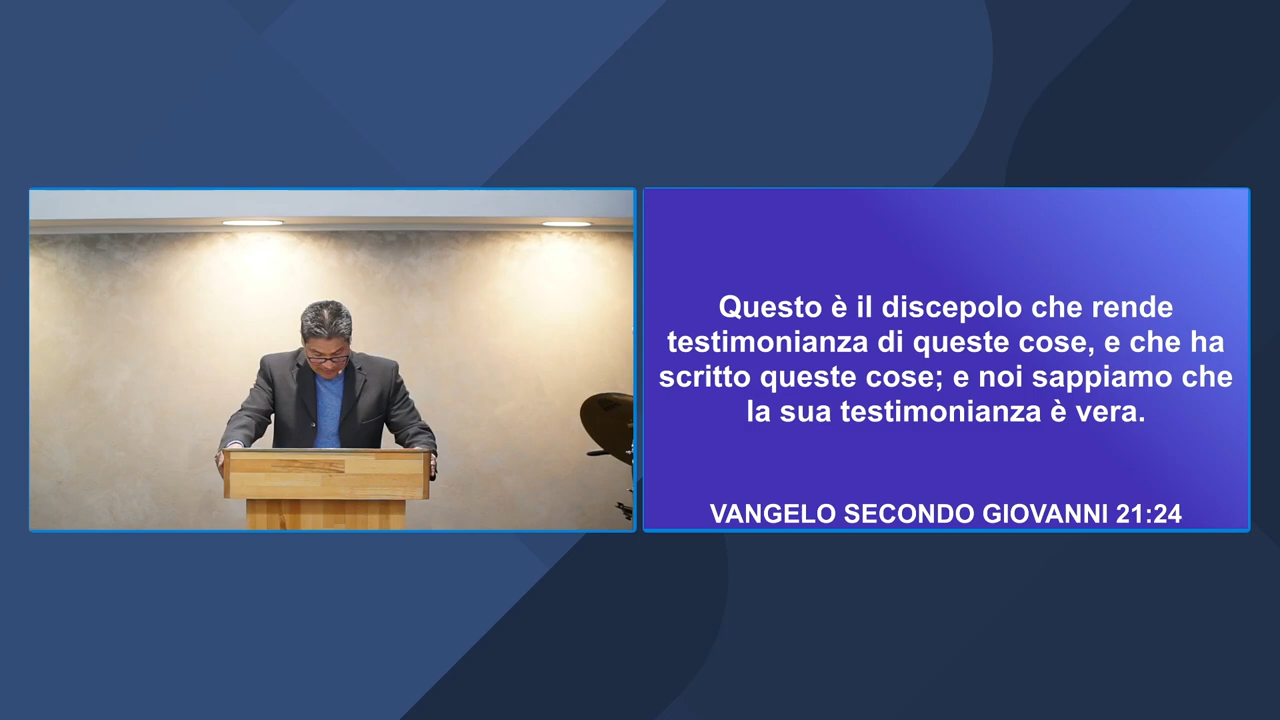 Questo è il discepolo che rende
testimonianza di queste cose, e che ha
scritto queste cose; e noi sappiamo che
la sua testimonianza è vera.
VANGELO SECONDO GIOVANNI 21:24